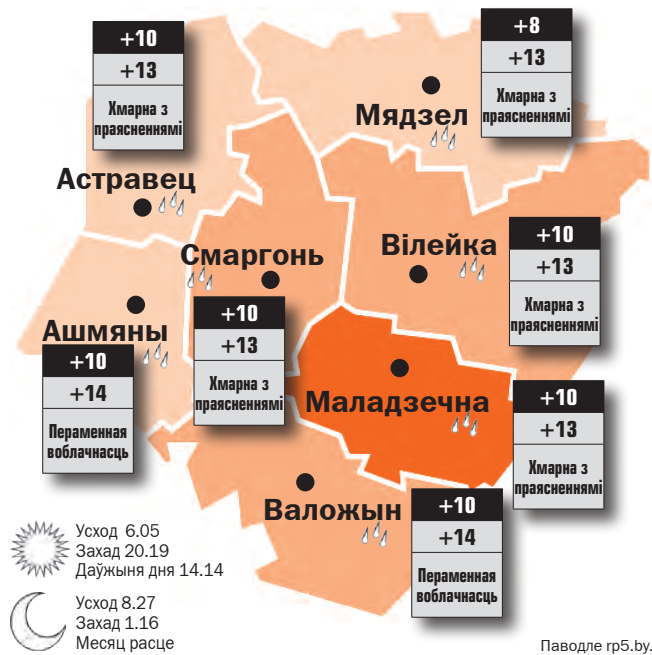 +10
+13
Хмарна з
праясненнямі
+8
+13
Хмарна з
праясненнямі
Мядзел
Астравец
Смаргонь
Вілейка
+10
+13
Хмарна з
праясненнямі
Ашмяны
+10
+14
Пераменная
воблачнасць
+10
+13
Хмарна з
праясненнямі
Маладзечна
+10
+13
Хмарна з
праясненнямі
Валожын
+10
+14
Пераменная
воблачнасць
Усход 6.05
Захад 20.19
Даўжыня дня 14.14
Усход 8.27
Захад 1.16
Месяц расце
Паводле rp5.by.